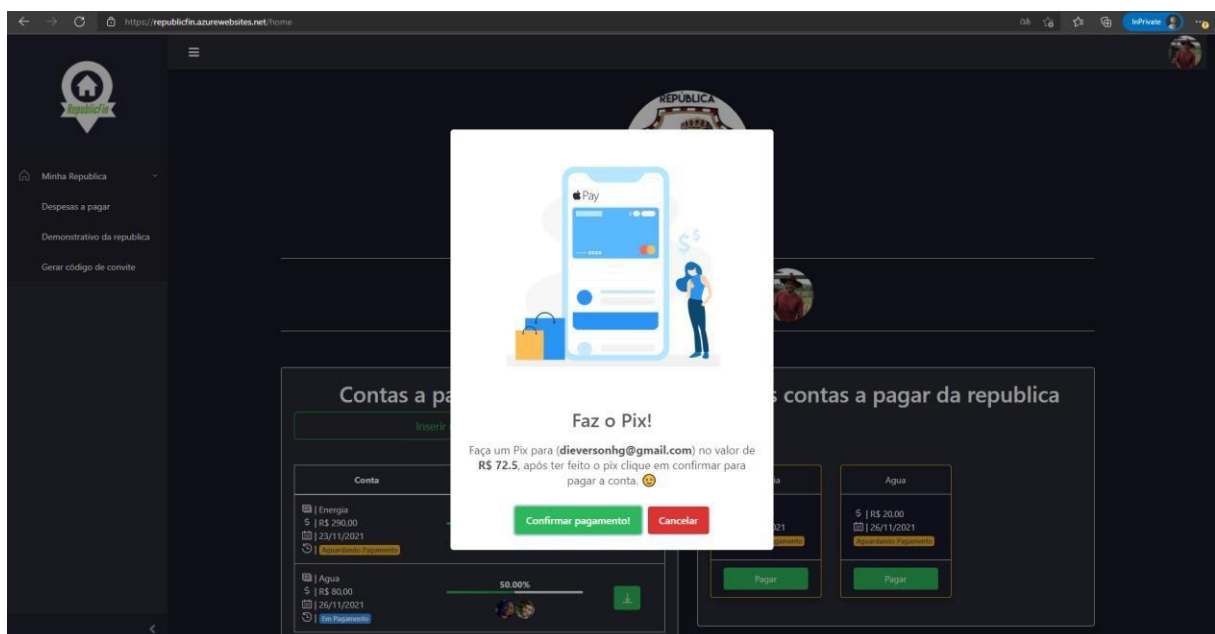 https://republicfin.azurewebsites.net/home
InPrivate
RepublicFin
REPÚBLICA
Minha Republica
Despesas a pagar
Demonstrativo da republica
Gerar código de convite
Pay
Faz o Pix!
Faça um Pix para (dieversonhg@gmail.com) no valor de
R$ 72.5, após ter feito o pix clique em confirmar para
pagar a conta.
Confirmar pagamento!
Cancelar
Contas a pa
Inserir
Conta
| Energia
$ | R$ 290,00
| 23/11/2021
| Aguardando Pagamento
| Agua
$ | R$ 80,00
| 26/11/2021
| Em Pagamento
50.00%
contas a pagar da republica
Pagar
Agua
$ | R$ 20,00
| 26/11/2021
Aguardando Pagamento
Pagar